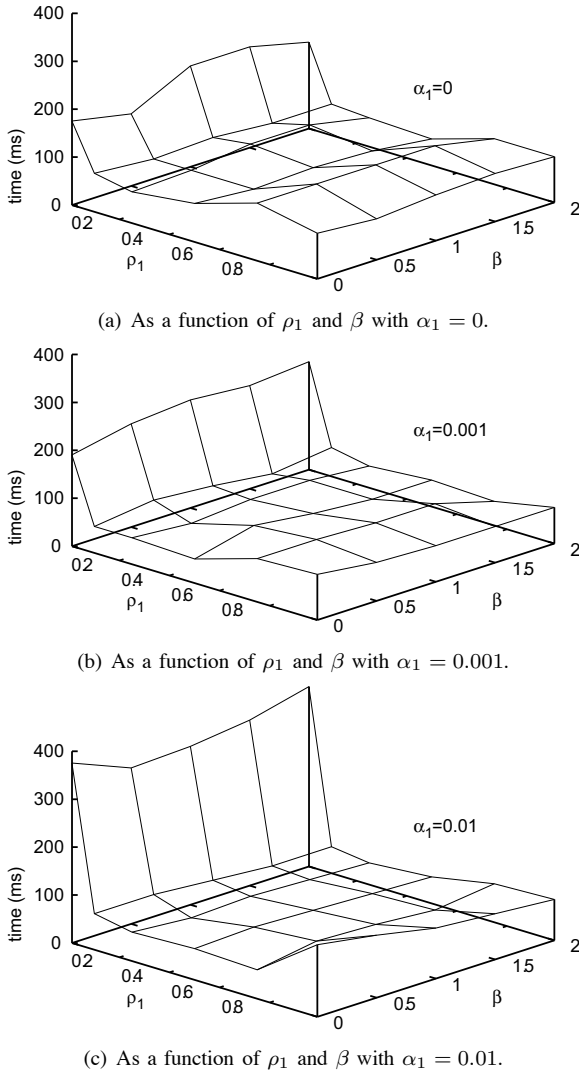 400
300
200
100
0
time (ms)
α1=0
0.2
0.4
0.6
0.8
ρ1
0
0.5
1
1.5
2
β
(a) As a function of ρ1 and β with α1 = 0.
400
300
200
100
0
time (ms)
α1=0.001
0.2
0.4
0.6
0.8
ρ1
0
0.5
1
1.5
2
β
(b) As a function of ρ1 and β with α1 = 0.001.
400
300
200
100
0
time (ms)
α1=0.01
0.2
0.4
0.6
0.8
ρ1
0
0.5
1
1.5
2
β
(c) As a function of ρ1 and β with α1 = 0.01.